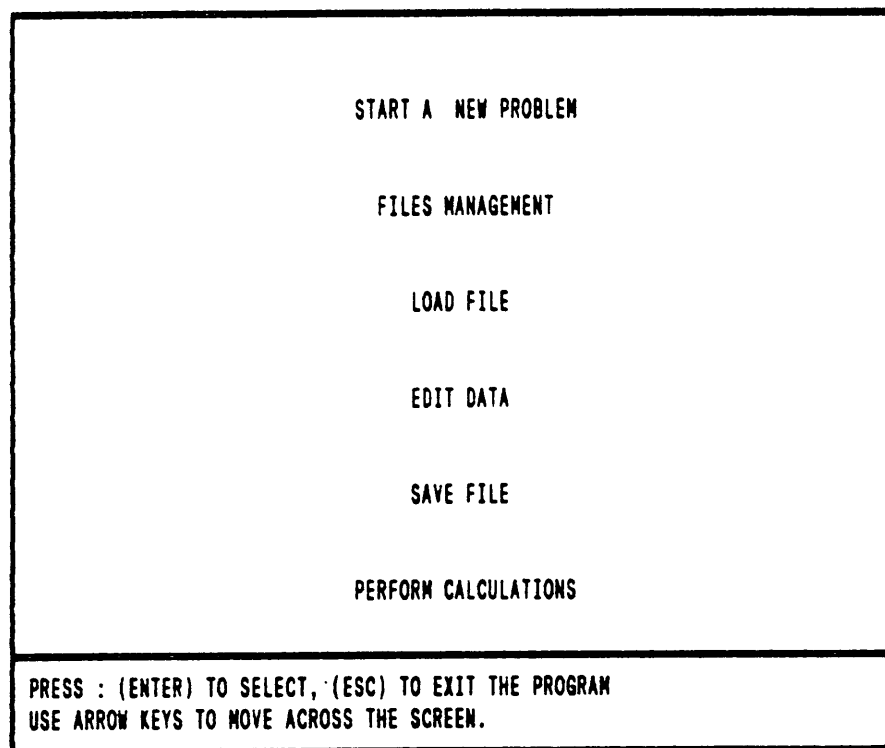 START A NEW PROBLEM
FILES MANAGEMENT
LOAD FILE
EDIT DATA
SAVE FILE
PERFORM CALCULATIONS
PRESS : (ENTER) TO SELECT, (ESC) TO EXIT THE PROGRAM
USE ARROW KEYS TO MOVE ACROSS THE SCREEN.